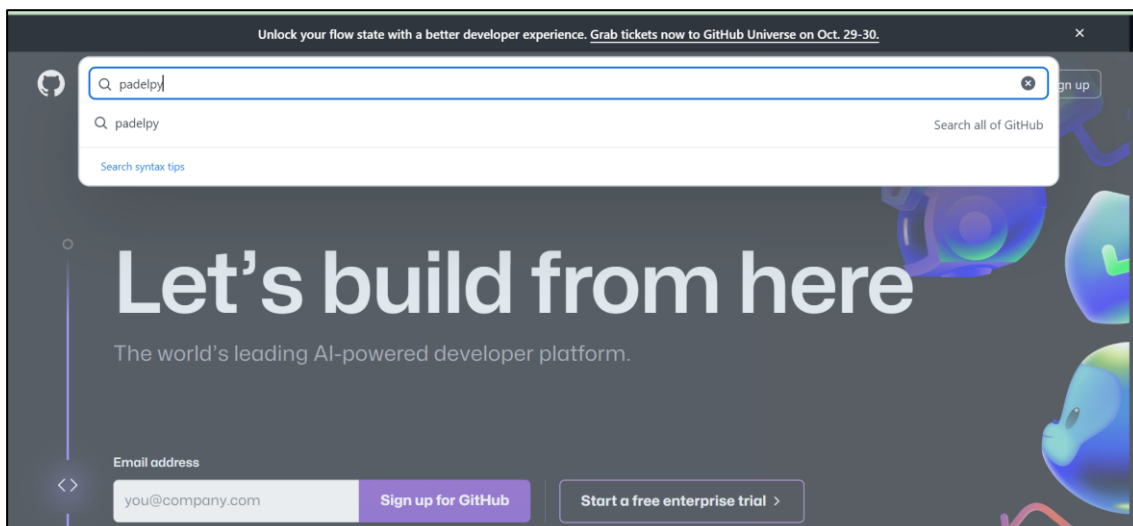 Unlock your flow state with a better developer experience. Grab tickets now to GitHub Universe on Oct. 29-30.
padelpy
gn up
padelpy Search all of GitHub
Search syntax tips
Let's build from here
The world's leading AI-powered developer platform.
Email address
you@company.com Sign up for GitHub Start a free enterprise trial